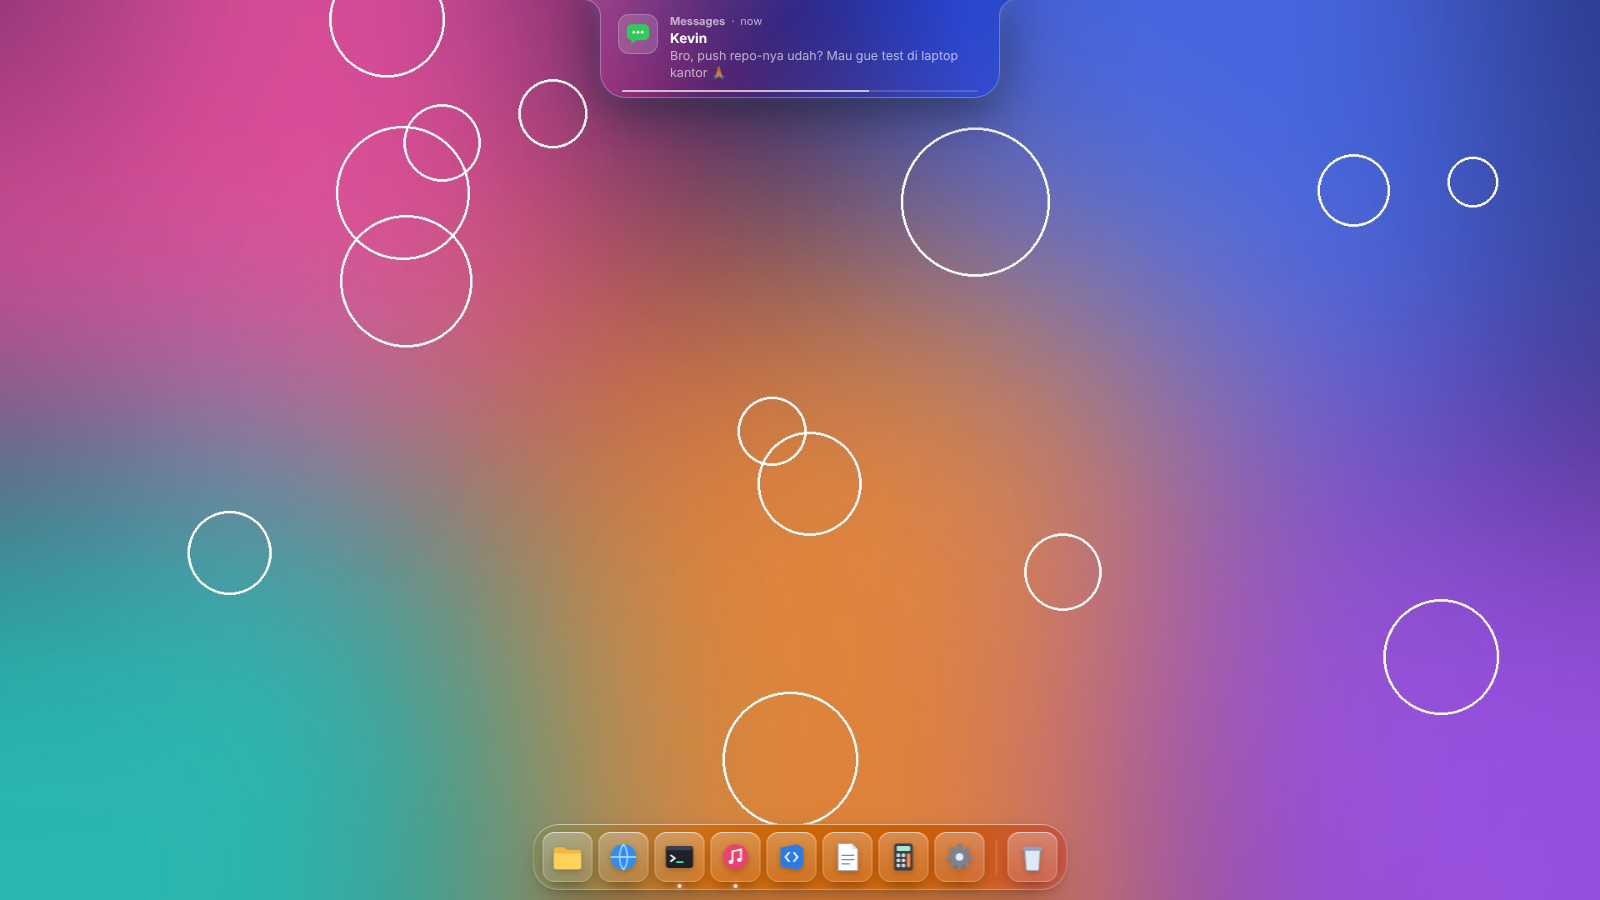 Messages · now
Kevin
Bro, push repo-nya udah? Mau gue test di laptop
kantor 🙏